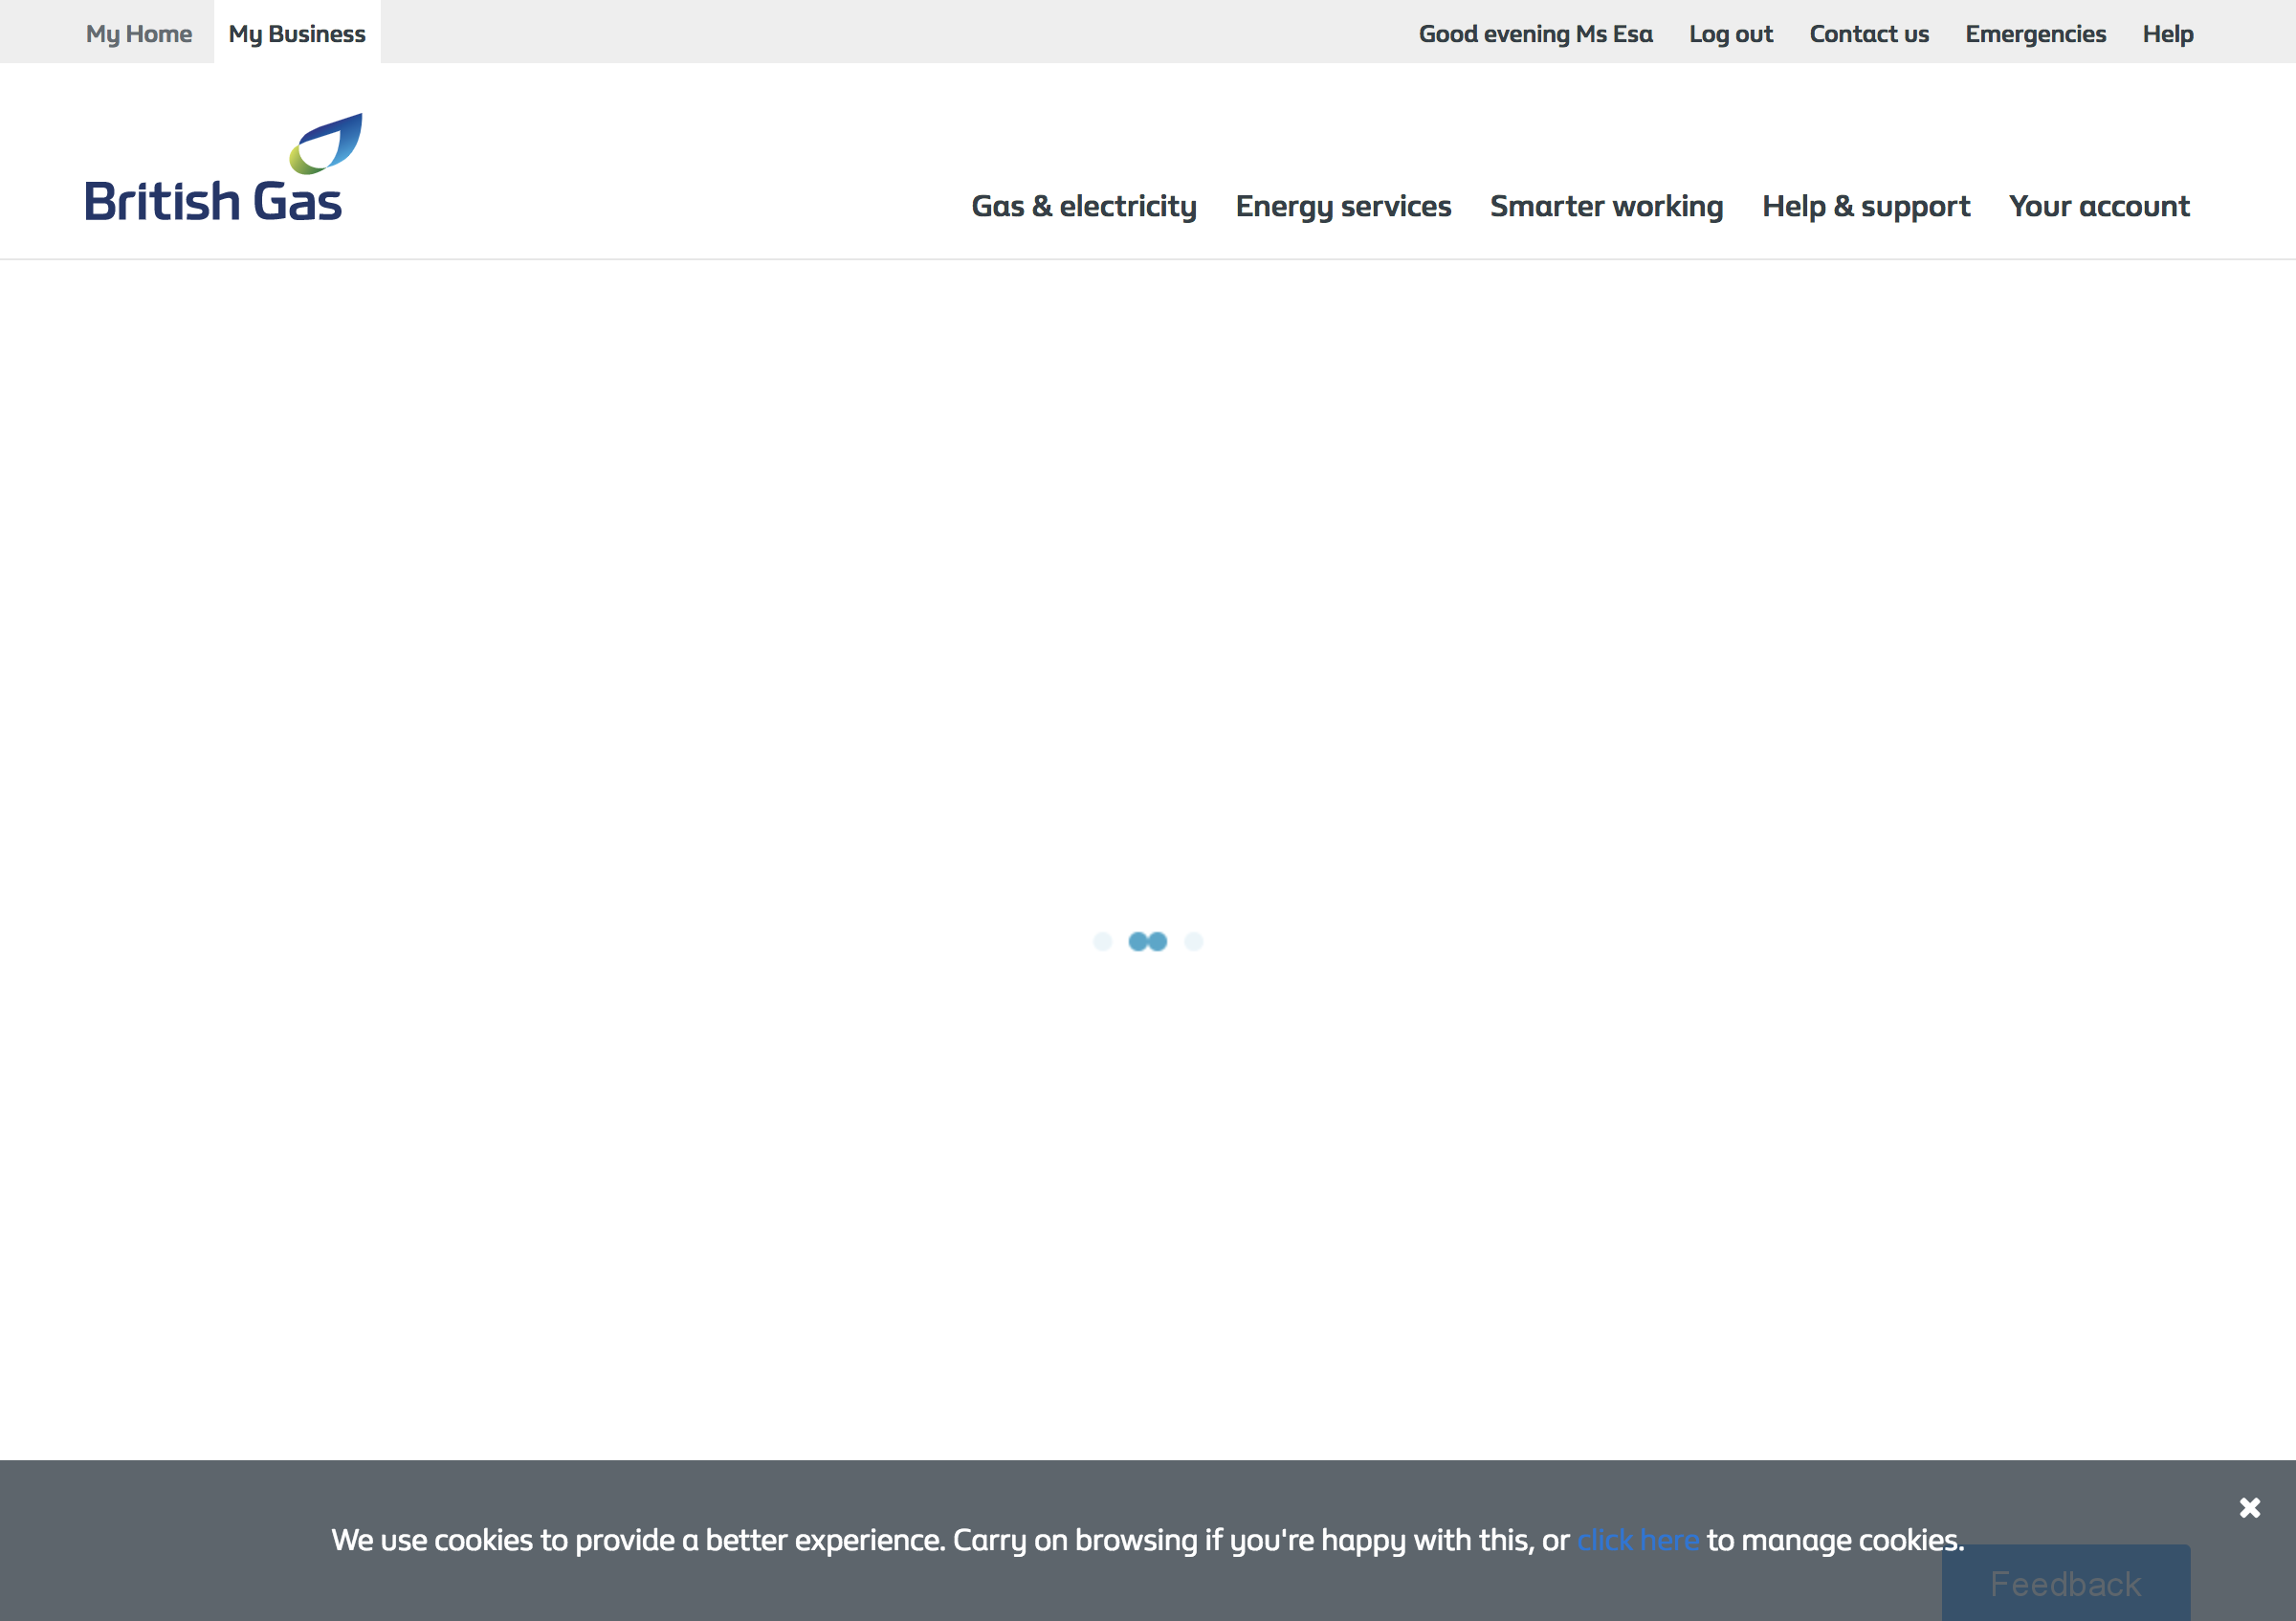 My Home My Business Good evening Ms Esa Log out Contact us Emergencies Help
British Gas
Gas & electricity Energy services Smarter working Help & support Your account
We use cookies to provide a better experience. Carry on browsing if you're happy with this, or click here to manage cookies.
Feedback